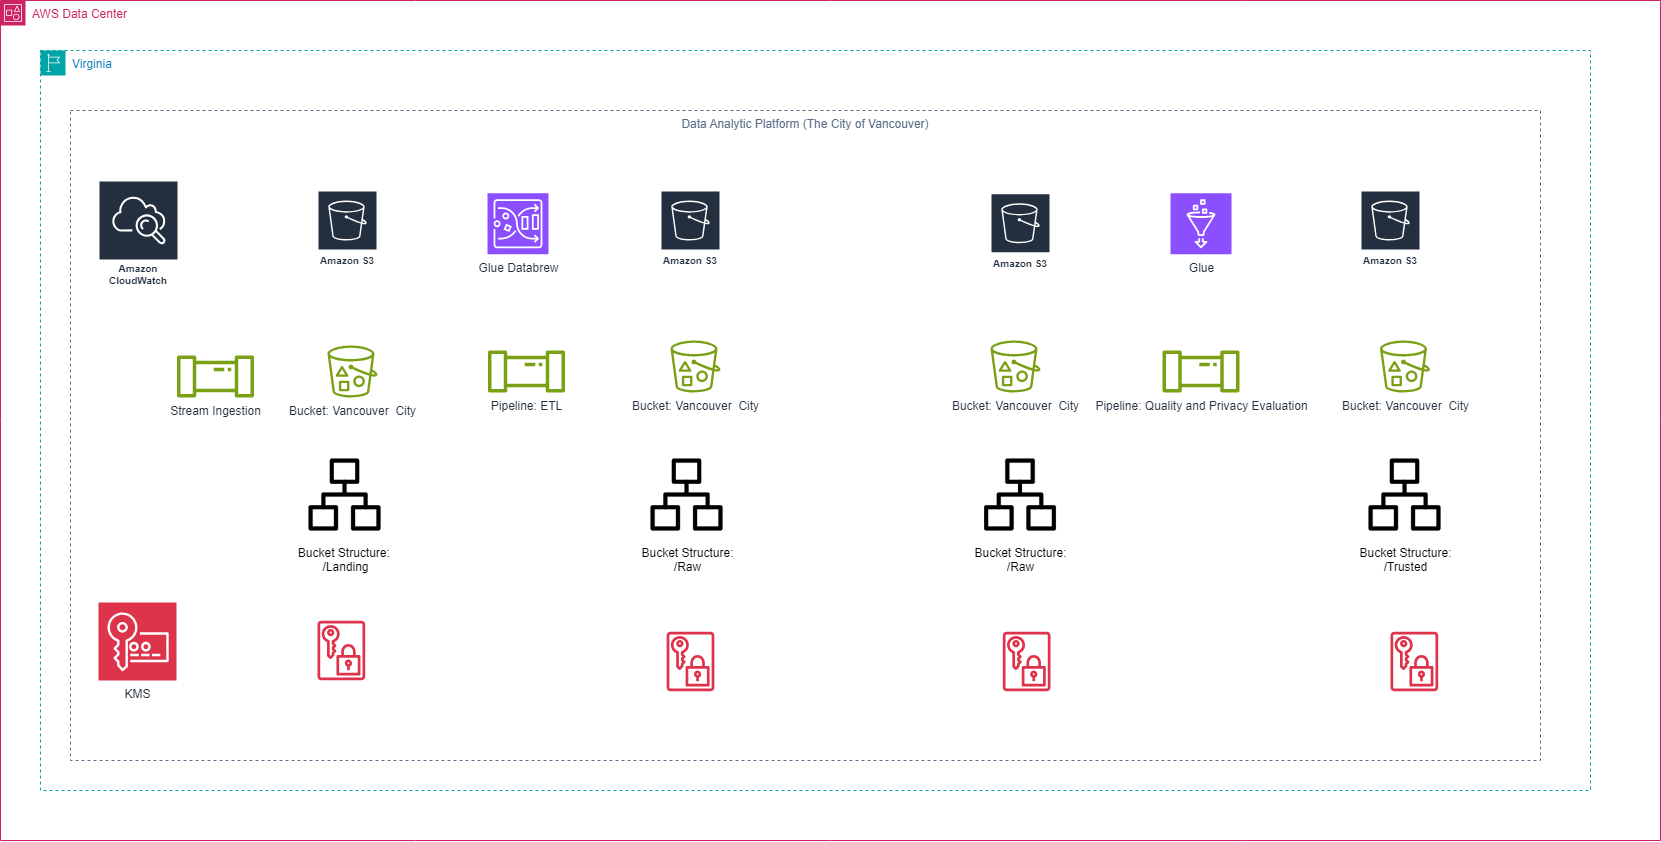 AWS Data Center
Virginia
Data Analytic Platform (The City of Vancouver)
Amazon
CloudWatch
Amazon S3
Glue Databrew
Amazon S3
Amazon S3
Glue
Amazon S3
Stream Ingestion
Bucket: Vancouver City
Pipeline: ETL
Bucket: Vancouver City
Bucket: Vancouver City
Pipeline: Quality and Privacy Evaluation
Bucket: Vancouver City
Bucket Structure:
/Landing
Bucket Structure:
/Raw
Bucket Structure:
/Raw
Bucket Structure:
/Trusted
KMS